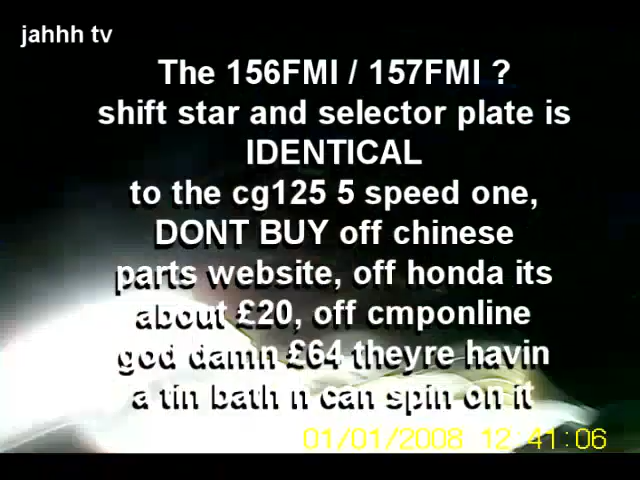 jahhh tv
The 156FMI / 157FMI ?
shift star and selector plate is
IDENTICAL
to the cg125 5 speed one,
DONT BUY off chinese
parts website, off honda its
about £20, off cmponline
god damn £64 theyre havin
a tin bath n can spin on it
01/01/2008 12:41:06